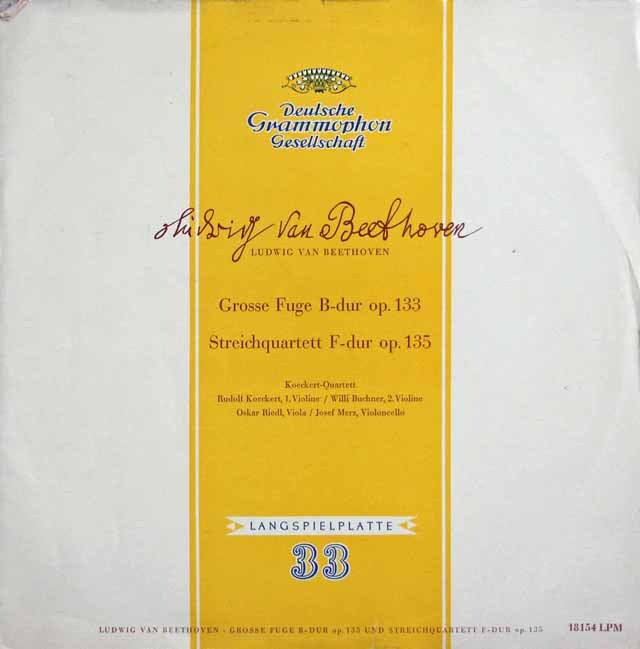 Deutsche
Grammophon
Gesellschaft
Ludwig van Beethoven
LUDWIG VAN BEETHOVEN
Grosse Fuge B-dur op. 133
Streichquartett F-dur op. 135
Koeckert-Quartett
Rudolf Koeckert, 1. Violine / Willi Buchner, 2. Violine
Oskar Riedl, Viola / Josef Merz, Violoncello
LANGSPIELPLATTE
33
LUDWIG VAN BEETHOVEN - GROSSE FUGE B-DUR op. 133 UND STREICHQUARTETT F-DUR op. 135 18154 LPM